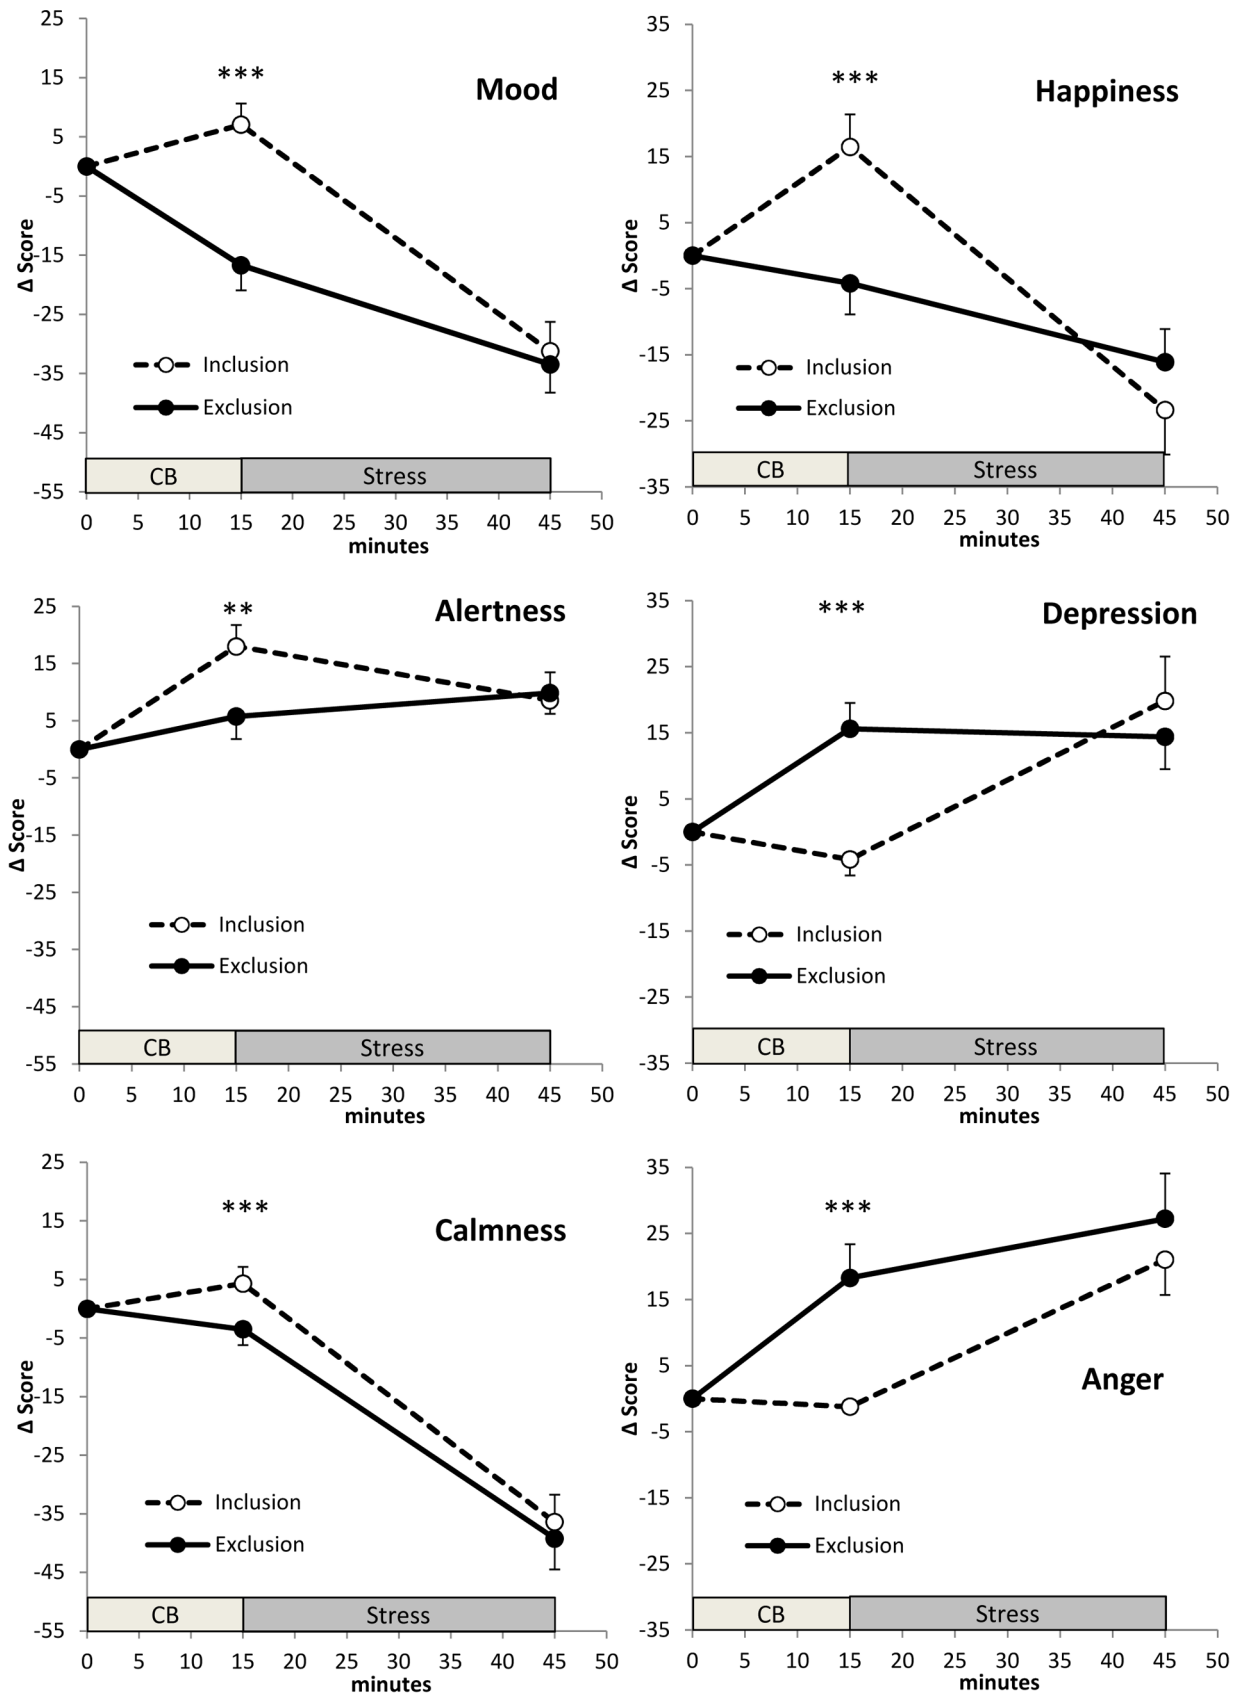 Mood
***
25
15
5
-5
-15
-25
-35
-45
-55
Δ Score
Inclusion
Exclusion
CB Stress
0 5 10 15 20 25 30 35 40 45 50
minutes
Happiness
***
35
25
15
5
-5
-15
-25
-35
Δ Score
Inclusion
Exclusion
CB Stress
0 5 10 15 20 25 30 35 40 45 50
minutes
Alertness
**
25
15
5
-5
-15
-25
-35
-45
-55
Δ Score
Inclusion
Exclusion
CB Stress
0 5 10 15 20 25 30 35 40 45 50
minutes
Depression
***
35
25
15
5
-5
-15
-25
-35
Δ Score
Inclusion
Exclusion
CB Stress
0 5 10 15 20 25 30 35 40 45 50
minutes
Calmness
***
25
15
5
-5
-15
-25
-35
-45
-55
Δ Score
Inclusion
Exclusion
CB Stress
0 5 10 15 20 25 30 35 40 45 50
minutes
***
35
25
15
5
-5
-15
-25
-35
Δ Score
Anger
Inclusion
Exclusion
CB Stress
0 5 10 15 20 25 30 35 40 45 50
minutes